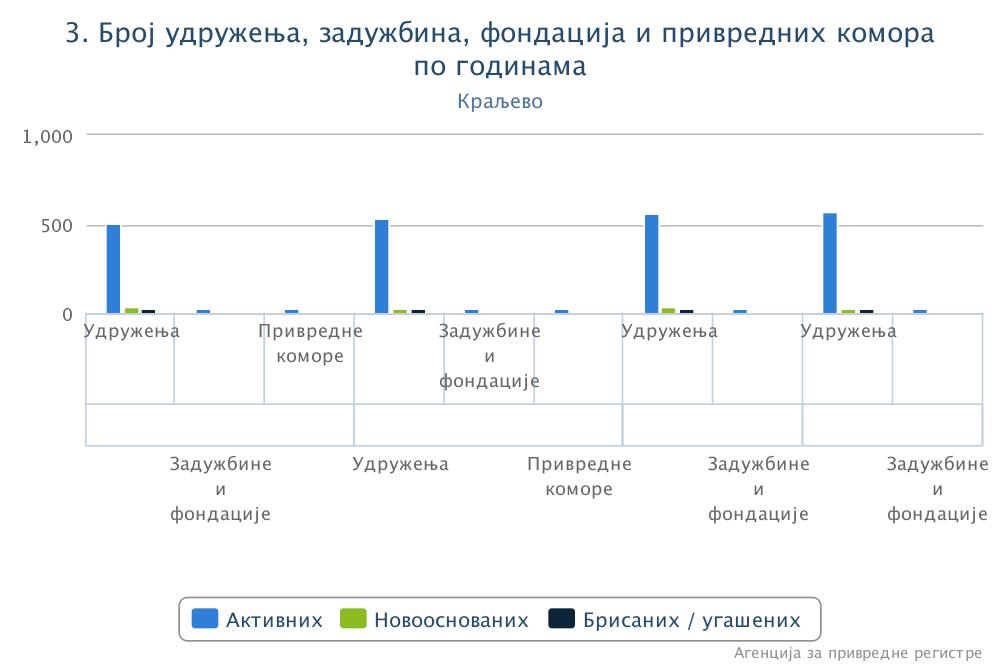 3. Број удружења, задужбина, фондација и привредних комора
по годинама
Краљево
1,000
500
0
Удружења
Привредне
коморе
Задужбине
и
фондације
Удружења
Удружења
Задужбине
и
фондације
Удружења
Привредне
коморе
Задужбине
и
фондације
Задужбине
и
фондације
Активних
Новооснованих
Брисаних / угашених
Агенција за привредне регистре